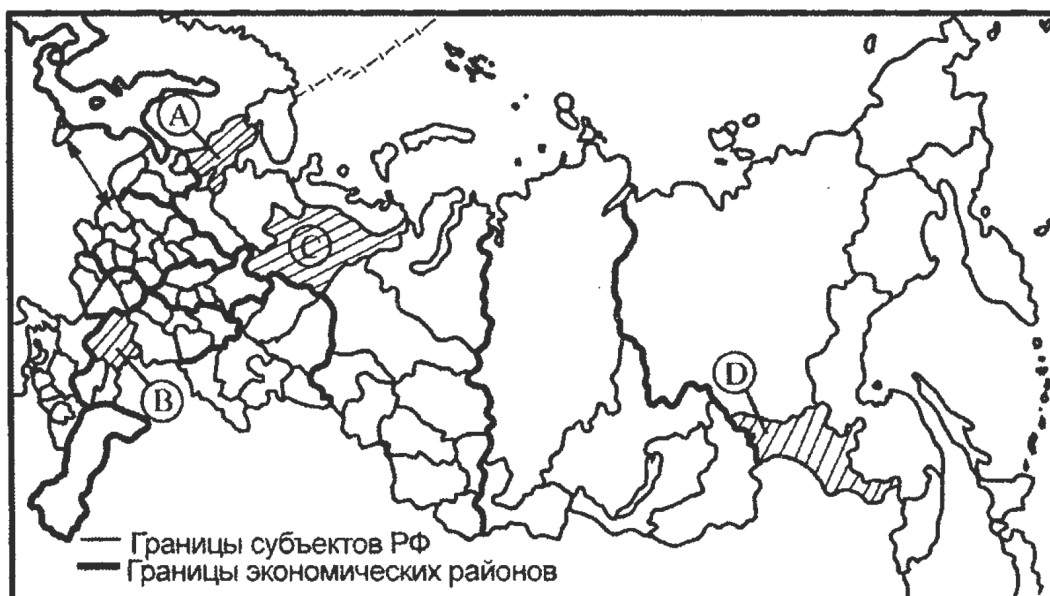 A
C
D
B
Границы субъектов РФ
Границы экономических районов